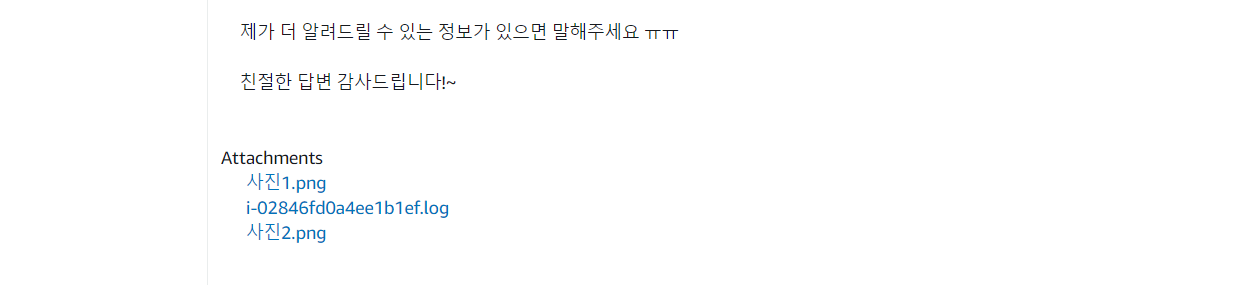 제가 더 알려드릴 수 있는 정보가 있으면 말해주세요 ㅠㅠ
친절한 답변 감사드립니다!~
Attachments
사진1.png
i-02846fd0a4ee1b1ef.log
사진2.png